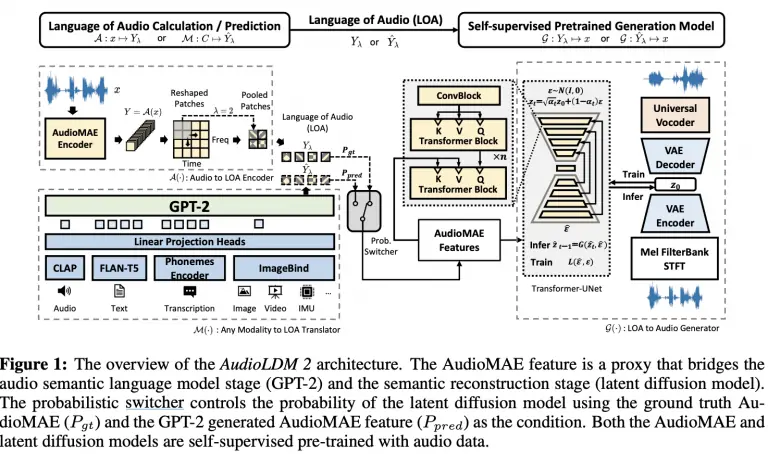 Language of Audio Calculation / Prediction
𝒜 : x ↦ Y_λ or ℳ : C ↦ Ŷ_λ
Language of Audio (LOA)
Y_λ or Ŷ_λ
Self-supervised Pretrained Generation Model
𝒢 : Y_λ ↦ x or 𝒢 : Ŷ_λ ↦ x
x
AudioMAE
Encoder
Y = 𝒜(x)
Reshaped
Patches
λ = 2
Pooled
Patches
Freq
Time
𝒜(·) : Audio to LOA Encoder
Language of Audio
(LOA)
Y_λ
Ŷ_λ
P_gt
P_pred
GPT-2
Linear Projection Heads
CLAP
FLAN-T5
Phonemes
Encoder
ImageBind
Audio
Text
Transcription
Image
Video
IMU
...
ℳ(·) : Any Modality to LOA Translator
Prob.
Switcher
AudioMAE
Features
ConvBlock
K V Q
Transformer Block
×n
K V Q
Transformer Block
ε~N(I, 0)
z_t=√ᾱ_t z_0+(1−ᾱ_t)ε
ε̂
Infer ẑ_t−1=G(ẑ_t, ε̂)
Train L(ε̂, ε)
Transformer-UNet
Train
Infer
z_0
Universal
Vocoder
VAE
Decoder
VAE
Encoder
Mel FilterBank
STFT
𝒢(·) : LOA to Audio Generator
Figure 1: The overview of the AudioLDM 2 architecture. The AudioMAE feature is a proxy that bridges the
audio semantic language model stage (GPT-2) and the semantic reconstruction stage (latent diffusion model).
The probabilistic switcher controls the probability of the latent diffusion model using the ground truth Au-
dioMAE (P_gt) and the GPT-2 generated AudioMAE feature (P_pred) as the condition. Both the AudioMAE and
latent diffusion models are self-supervised pre-trained with audio data.